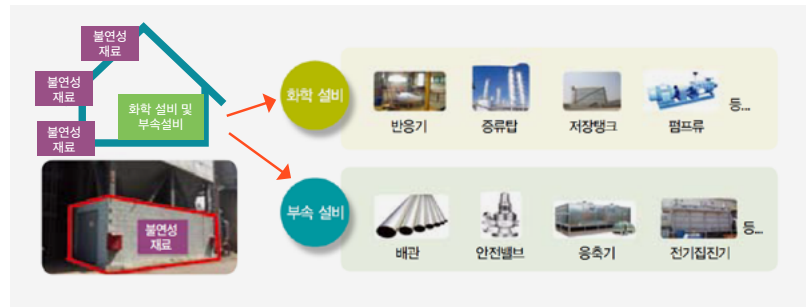 불연성
재료
불연성
재료
불연성
재료
화학 설비 및
부속설비
불연성
재료
화학 설비
반응기
증류탑
저장탱크
펌프류
등...
부속 설비
배관
안전밸브
응축기
전기집진기
등...